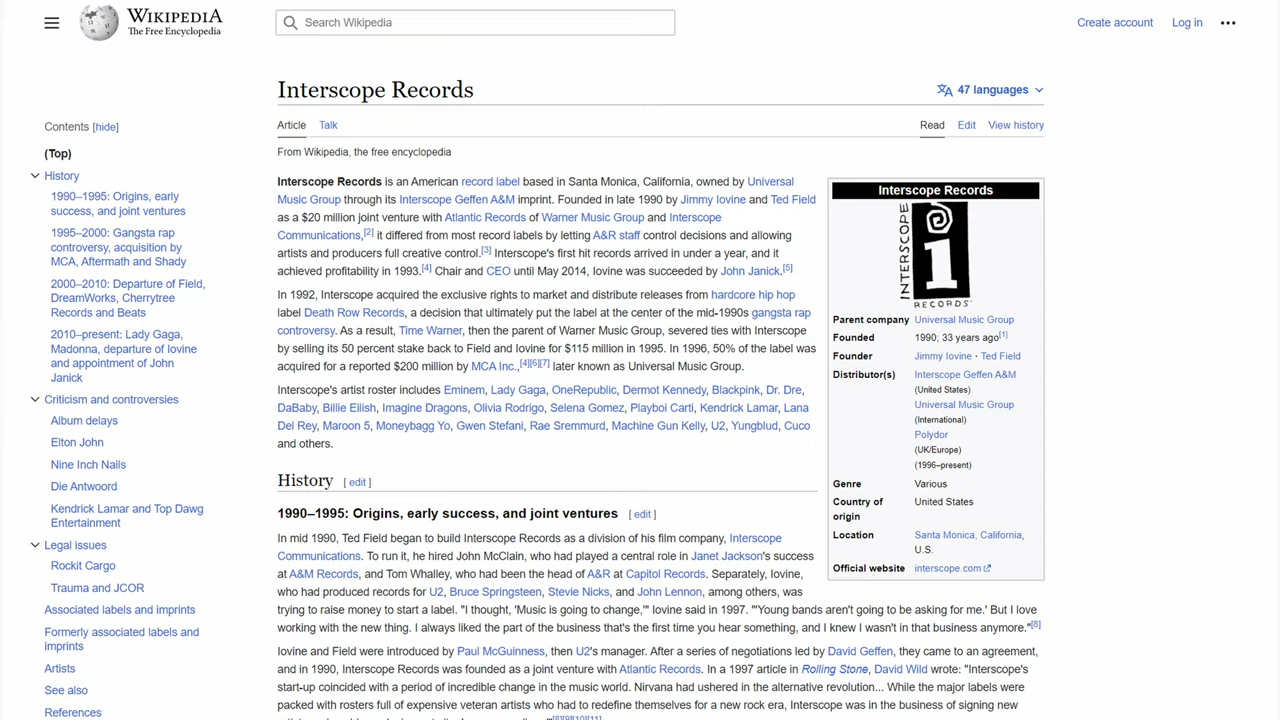 WIKIPEDIA
The Free Encyclopedia
Search Wikipedia
Create account
Log in
Interscope Records
47 languages
Article
Talk
Read
Edit
View history
From Wikipedia, the free encyclopedia
Contents [hide]
(Top)
History
1990–1995: Origins, early
success, and joint ventures
1995–2000: Gangsta rap
controversy, acquisition by
MCA, Aftermath and Shady
2000–2010: Departure of Field,
DreamWorks, Cherrytree
Records and Beats
2010–present: Lady Gaga,
Madonna, departure of Iovine
and appointment of John
Janick
Criticism and controversies
Album delays
Elton John
Nine Inch Nails
Die Antwoord
Kendrick Lamar and Top Dawg
Entertainment
Legal issues
Rockit Cargo
Trauma and JCOR
Associated labels and imprints
Formerly associated labels and
imprints
Artists
See also
References
Interscope Records is an American record label based in Santa Monica, California, owned by Universal
Music Group through its Interscope Geffen A&M imprint. Founded in late 1990 by Jimmy Iovine and Ted Field
as a $20 million joint venture with Atlantic Records of Warner Music Group and Interscope
Communications,[2] it differed from most record labels by letting A&R staff control decisions and allowing
artists and producers full creative control.[3] Interscope's first hit records arrived in under a year, and it
achieved profitability in 1993.[4] Chair and CEO until May 2014, Iovine was succeeded by John Janick.[5]
In 1992, Interscope acquired the exclusive rights to market and distribute releases from hardcore hip hop
label Death Row Records, a decision that ultimately put the label at the center of the mid-1990s gangsta rap
controversy. As a result, Time Warner, then the parent of Warner Music Group, severed ties with Interscope
by selling its 50 percent stake back to Field and Iovine for $115 million in 1995. In 1996, 50% of the label was
acquired for a reported $200 million by MCA Inc.,[4][6][7] later known as Universal Music Group.
Interscope's artist roster includes Eminem, Lady Gaga, OneRepublic, Dermot Kennedy, Blackpink, Dr. Dre,
DaBaby, Billie Eilish, Imagine Dragons, Olivia Rodrigo, Selena Gomez, Playboi Carti, Kendrick Lamar, Lana
Del Rey, Maroon 5, Moneybagg Yo, Gwen Stefani, Rae Sremmurd, Machine Gun Kelly, U2, Yungblud, Cuco
and others.
Interscope Records
INTERSCOPE
i
RECORDS
Parent company Universal Music Group
Founded 1990; 33 years ago[1]
Founder Jimmy Iovine · Ted Field
Distributor(s) Interscope Geffen A&M
(United States)
Universal Music Group
(International)
Polydor
(UK/Europe)
(1996–present)
Genre Various
Country of United States
origin
Location Santa Monica, California,
U.S.
Official website interscope.com
History [ edit ]
1990–1995: Origins, early success, and joint ventures [ edit ]
In mid 1990, Ted Field began to build Interscope Records as a division of his film company, Interscope
Communications. To run it, he hired John McClain, who had played a central role in Janet Jackson's success
at A&M Records, and Tom Whalley, who had been the head of A&R at Capitol Records. Separately, Iovine,
who had produced records for U2, Bruce Springsteen, Stevie Nicks, and John Lennon, among others, was
trying to raise money to start a label. "I thought, 'Music is going to change,'" Iovine said in 1997. "'Young bands aren't going to be asking for me.' But I love
working with the new thing. I always liked the part of the business that's the first time you hear something, and I knew I wasn't in that business anymore."[8]
Iovine and Field were introduced by Paul McGuinness, then U2's manager. After a series of negotiations led by David Geffen, they came to an agreement,
and in 1990, Interscope Records was founded as a joint venture with Atlantic Records. In a 1997 article in Rolling Stone, David Wild wrote: "Interscope's
start-up coincided with a period of incredible change in the music world. Nirvana had ushered in the alternative revolution... While the major labels were
packed with rosters full of expensive veteran artists who had to redefine themselves for a new rock era, Interscope was in the business of signing new